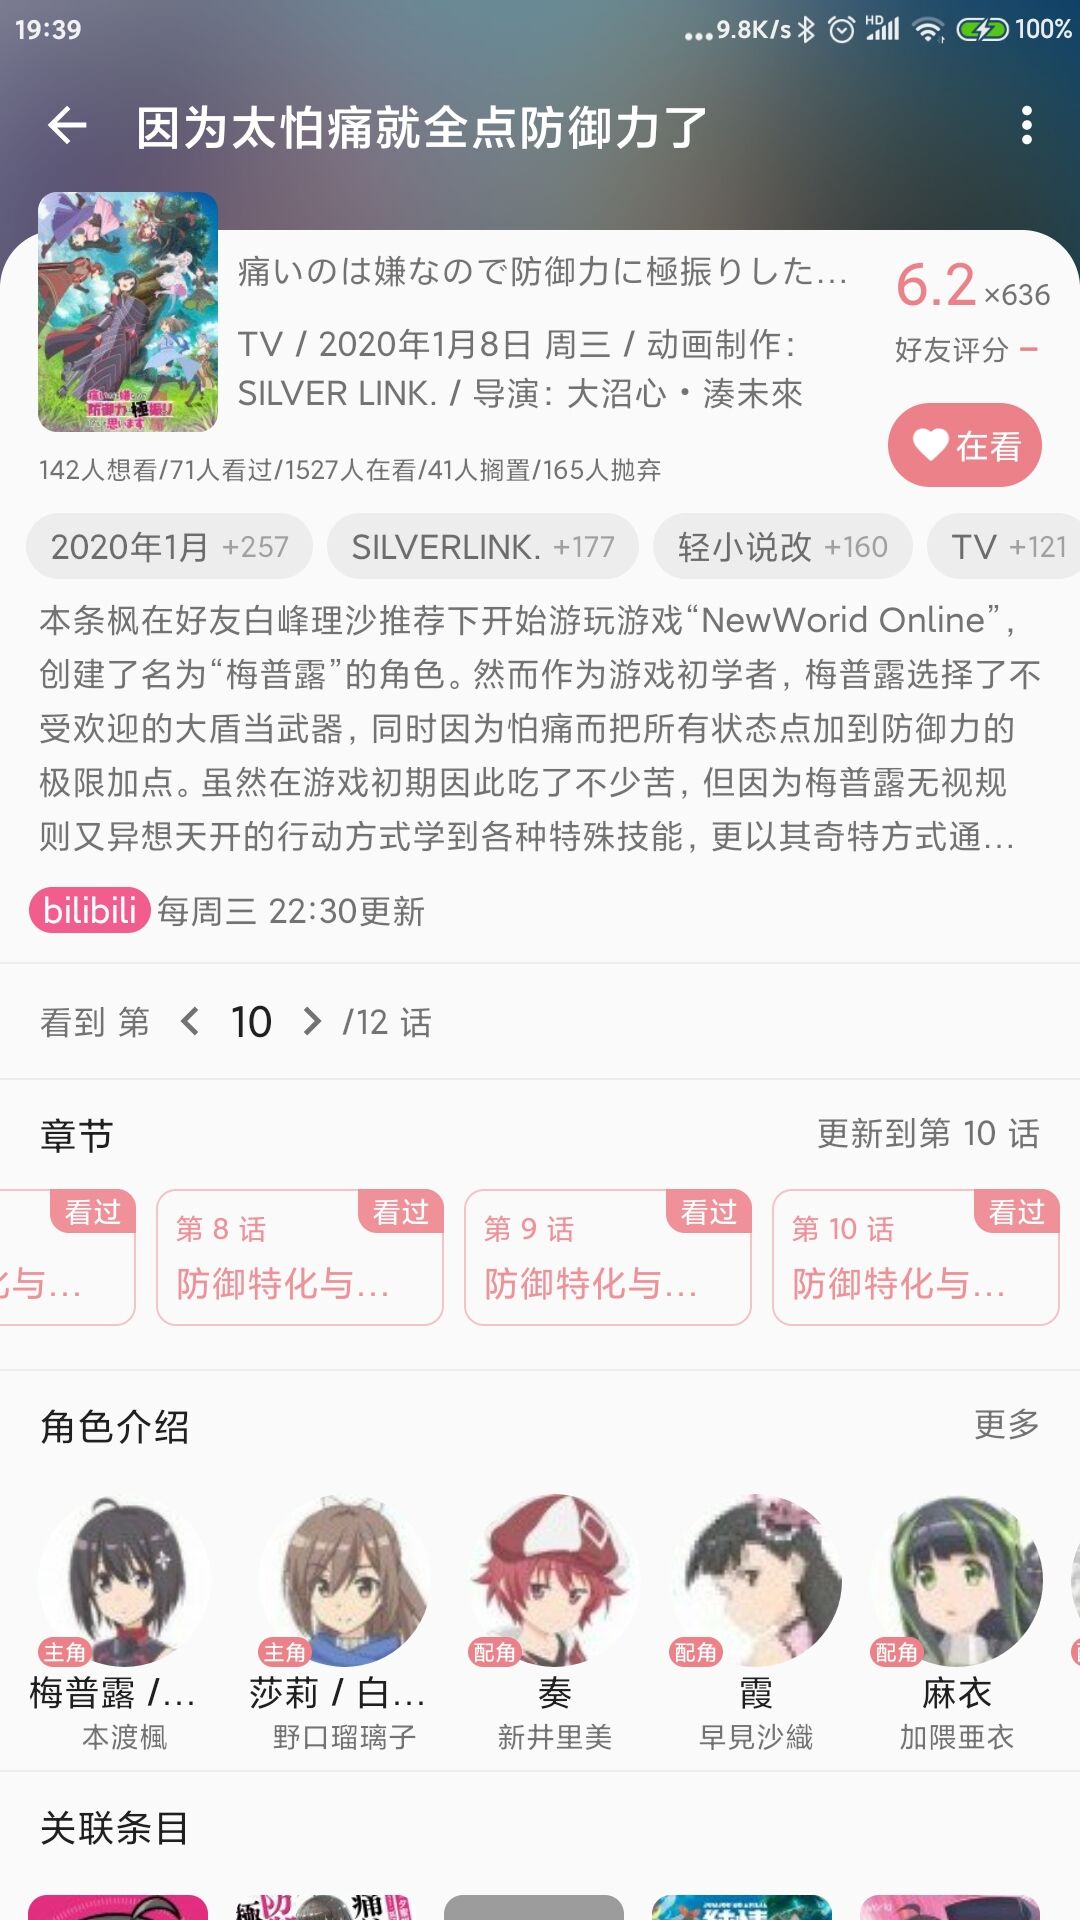 19:39
...9.8K/s HD 100%
因为太怕痛就全点防御力了
痛いのは嫌なので防御力に極振りした...
6.2 ×636
TV / 2020年1月8日 周三 / 动画制作：
SILVER LINK. / 导演：大沼心・湊未來
好友评分 –
在看
142人想看/71人看过/1527人在看/41人搁置/165人抛弃
2020年1月 +257 SILVERLINK. +177 轻小说改 +160 TV +121
本条枫在好友白峰理沙推荐下开始游玩游戏“NewWorid Online”，
创建了名为“梅普露”的角色。然而作为游戏初学者，梅普露选择了不
受欢迎的大盾当武器，同时因为怕痛而把所有状态点加到防御力的
极限加点。虽然在游戏初期因此吃了不少苦，但因为梅普露无视规
则又异想天开的行动方式学到各种特殊技能，更以其奇特方式通...
bilibili 每周三 22:30更新
看到 第 10 /12 话
章节 更新到第 10 话
看过 看过 看过 看过
第 8 话 第 9 话 第 10 话
与... 防御特化与... 防御特化与... 防御特化与...
角色介绍 更多
主角 主角 配角 配角 配角
梅普露 /... 莎莉 / 白... 奏 霞 麻衣
本渡楓 野口瑠璃子 新井里美 早見沙織 加隈亜衣
关联条目